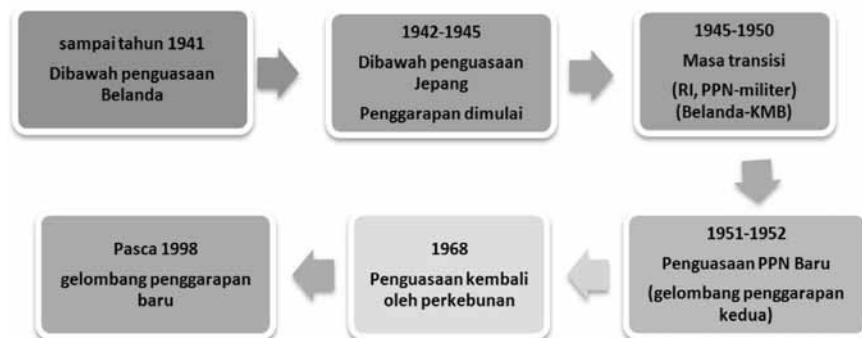 sampai tahun 1941
Dibawah penguasaan
Belanda
1942-1945
Dibawah penguasaan
Jepang
Penggarapan dimulai
1945-1950
Masa transisi
(RI, PPN-militer)
(Belanda-KMB)
1951-1952
Penguasaan PPN Baru
(gelombang penggarapan
kedua)
1968
Penguasaan kembali
oleh perkebunan
Pasca 1998
gelombang penggarapan
baru